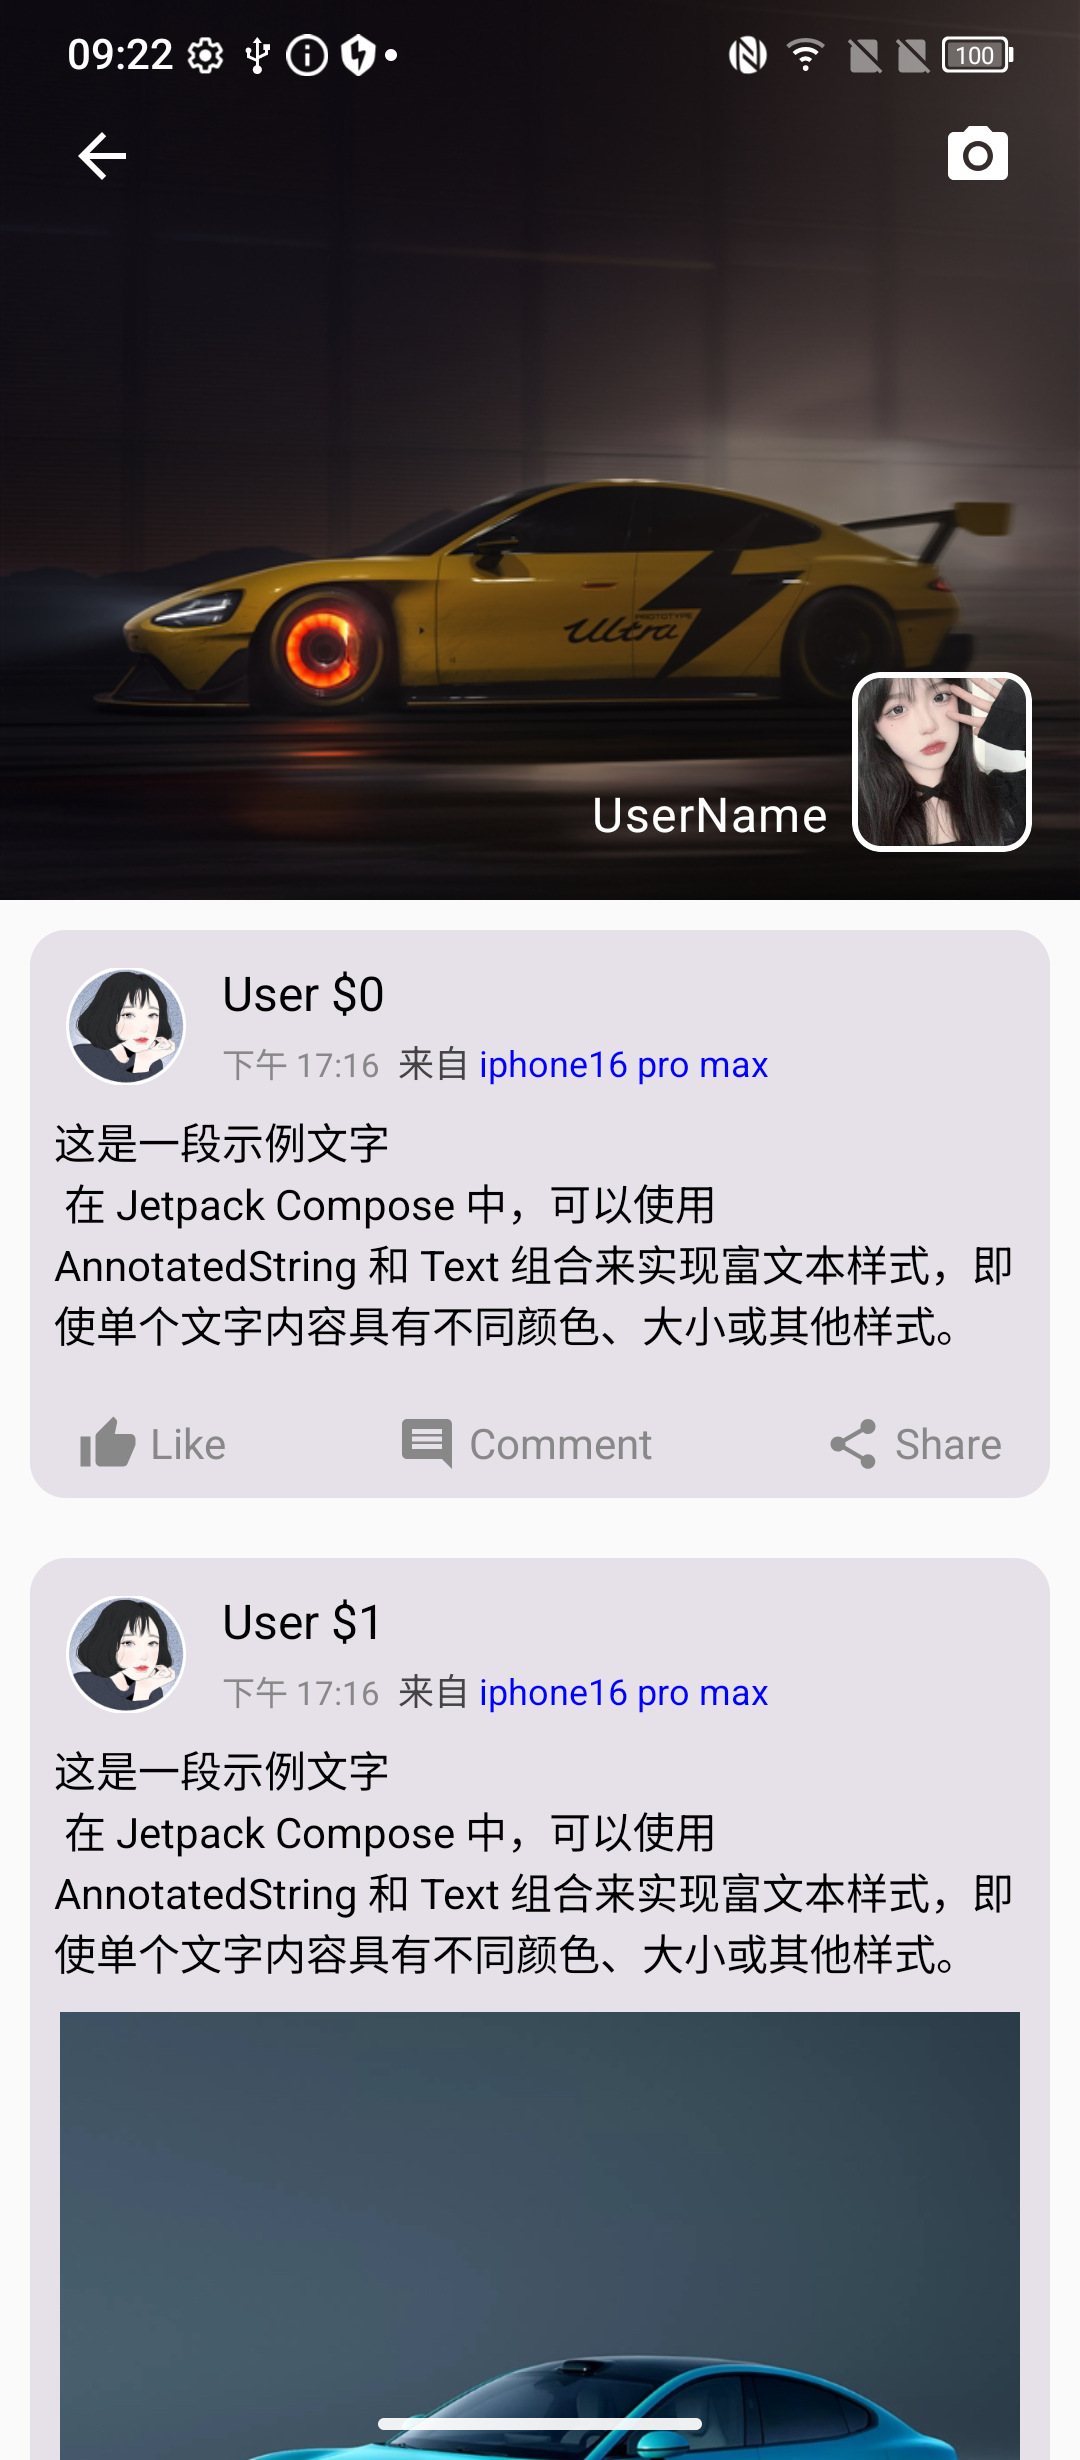 09:22
100
PROTOTYPE
Ultra
UserName
User $0
下午 17:16 来自 iphone16 pro max
这是一段示例文字
在 Jetpack Compose 中，可以使用
AnnotatedString 和 Text 组合来实现富文本样式，即
使单个文字内容具有不同颜色、大小或其他样式。
Like Comment Share
User $1
下午 17:16 来自 iphone16 pro max
这是一段示例文字
在 Jetpack Compose 中，可以使用
AnnotatedString 和 Text 组合来实现富文本样式，即
使单个文字内容具有不同颜色、大小或其他样式。